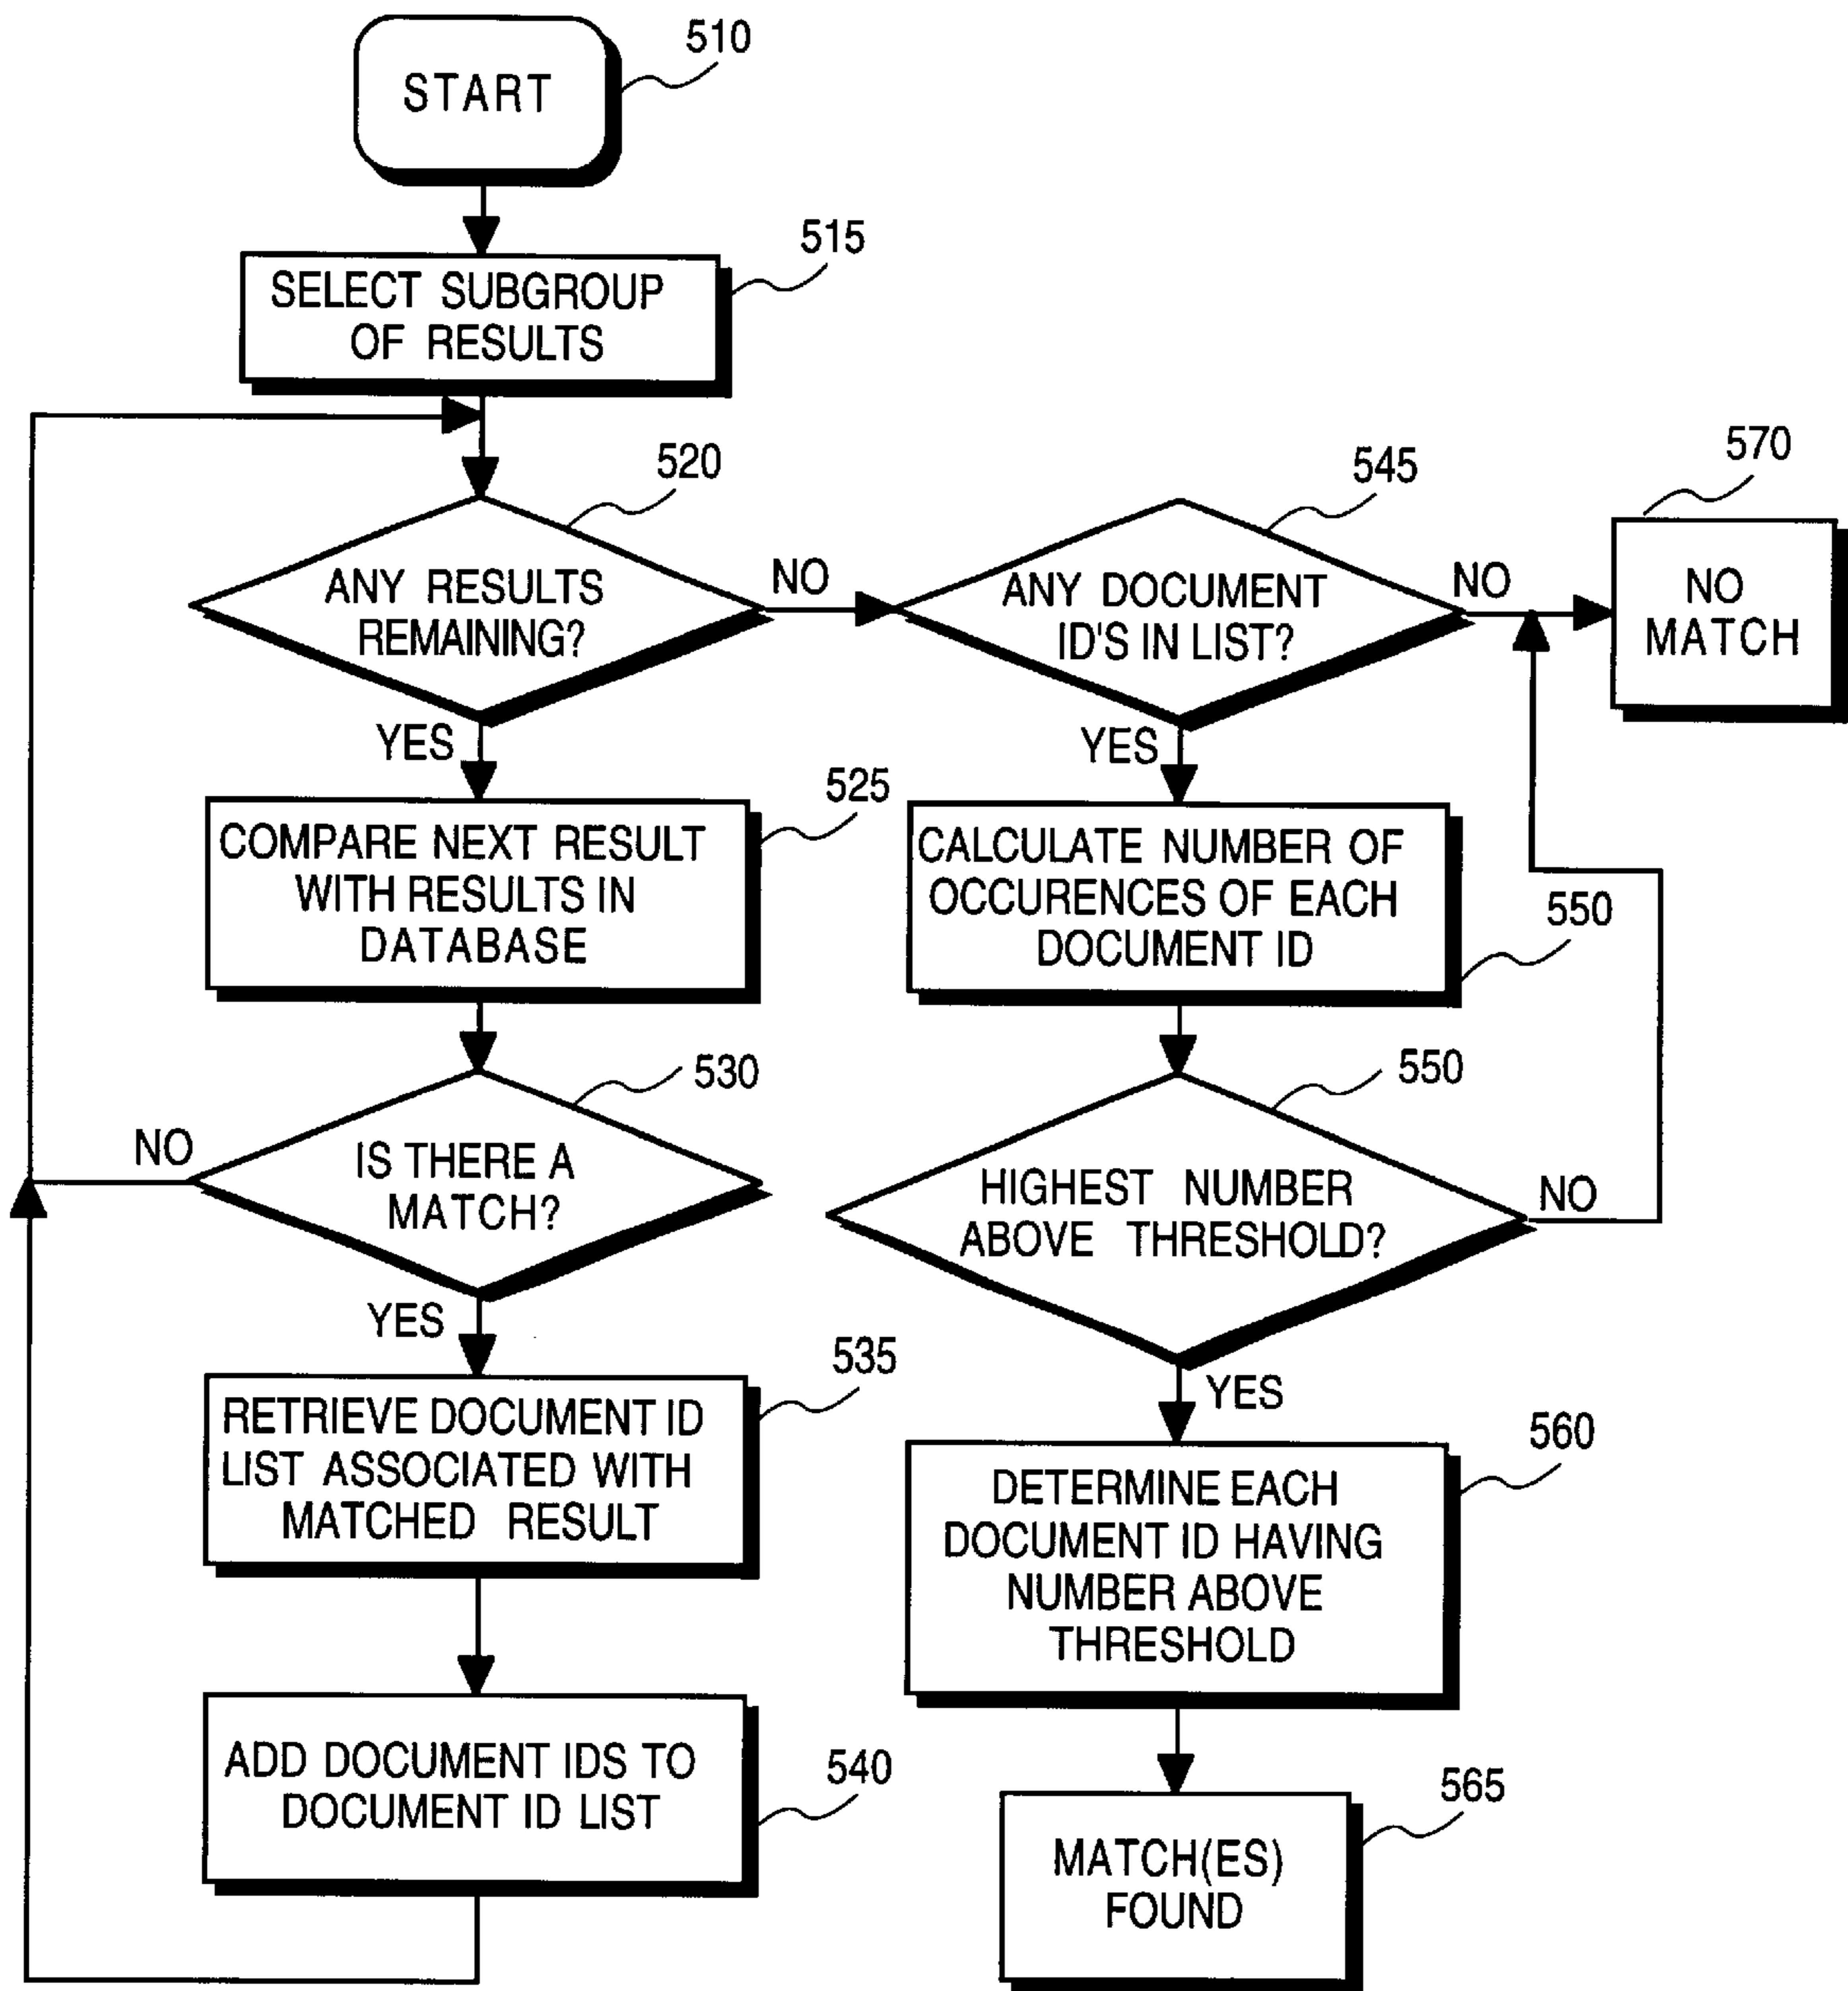 START
510
SELECT SUBGROUP
OF RESULTS
515
ANY RESULTS
REMAINING?
520
NO
YES
COMPARE NEXT RESULT
WITH RESULTS IN
DATABASE
525
IS THERE A
MATCH?
530
NO
YES
RETRIEVE DOCUMENT ID
LIST ASSOCIATED WITH
MATCHED RESULT
535
ADD DOCUMENT IDS TO
DOCUMENT ID LIST
540
ANY DOCUMENT
ID'S IN LIST?
545
NO
YES
NO
MATCH
570
CALCULATE NUMBER OF
OCCURENCES OF EACH
DOCUMENT ID
550
HIGHEST NUMBER
ABOVE THRESHOLD?
550
NO
YES
DETERMINE EACH
DOCUMENT ID HAVING
NUMBER ABOVE
THRESHOLD
560
MATCH(ES)
FOUND
565